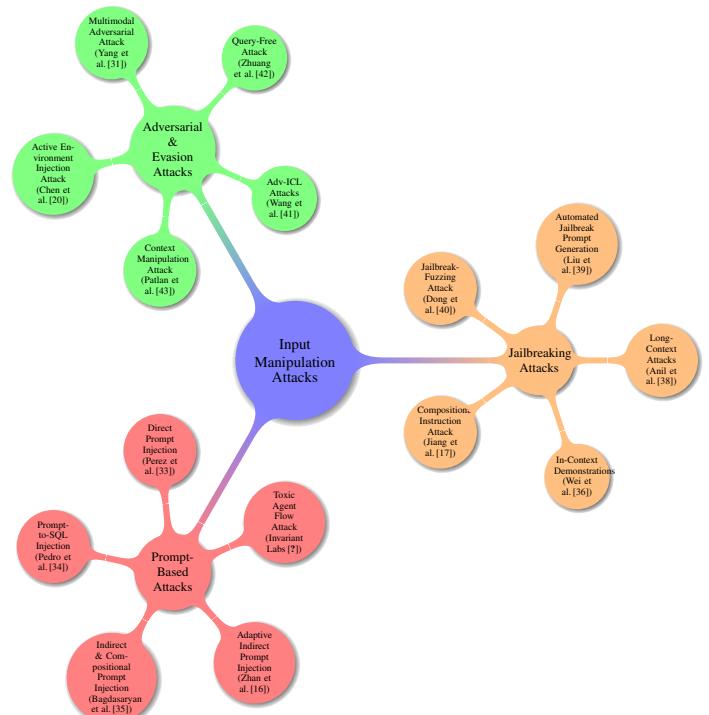 Multimodal
Adversarial
Attack
(Yang et
al. [31])
Query-Free
Attack
(Zhuang
et al. [42])
Adversarial
&
Evasion
Attacks
Active En-
vironment
Injection
Attack
(Chen et
al. [20])
Adv-ICL
Attacks
(Wang et
al. [41])
Context
Manipulation
Attack
(Patlan et
al. [43])
Automated
Jailbreak
Prompt
Generation
(Liu et
al. [39])
Jailbreak-
Fuzzing
Attack
(Dong et
al. [40])
Input
Manipulation
Attacks
Jailbreaking
Attacks
Long-
Context
Attacks
(Anil et
al. [38])
Compositional
Instruction
Attack
(Jiang et
al. [17])
In-Context
Demonstrations
(Wei et
al. [36])
Direct
Prompt
Injection
(Perez et
al. [33])
Toxic
Agent
Flow
Attack
(Invariant
Labs [?])
Prompt-
to-SQL
Injection
(Pedro et
al. [34])
Prompt-
Based
Attacks
Indirect
& Com-
positional
Prompt
Injection
(Bagdasaryan
et al. [35])
Adaptive
Indirect
Prompt
Injection
(Zhan et
al. [16])